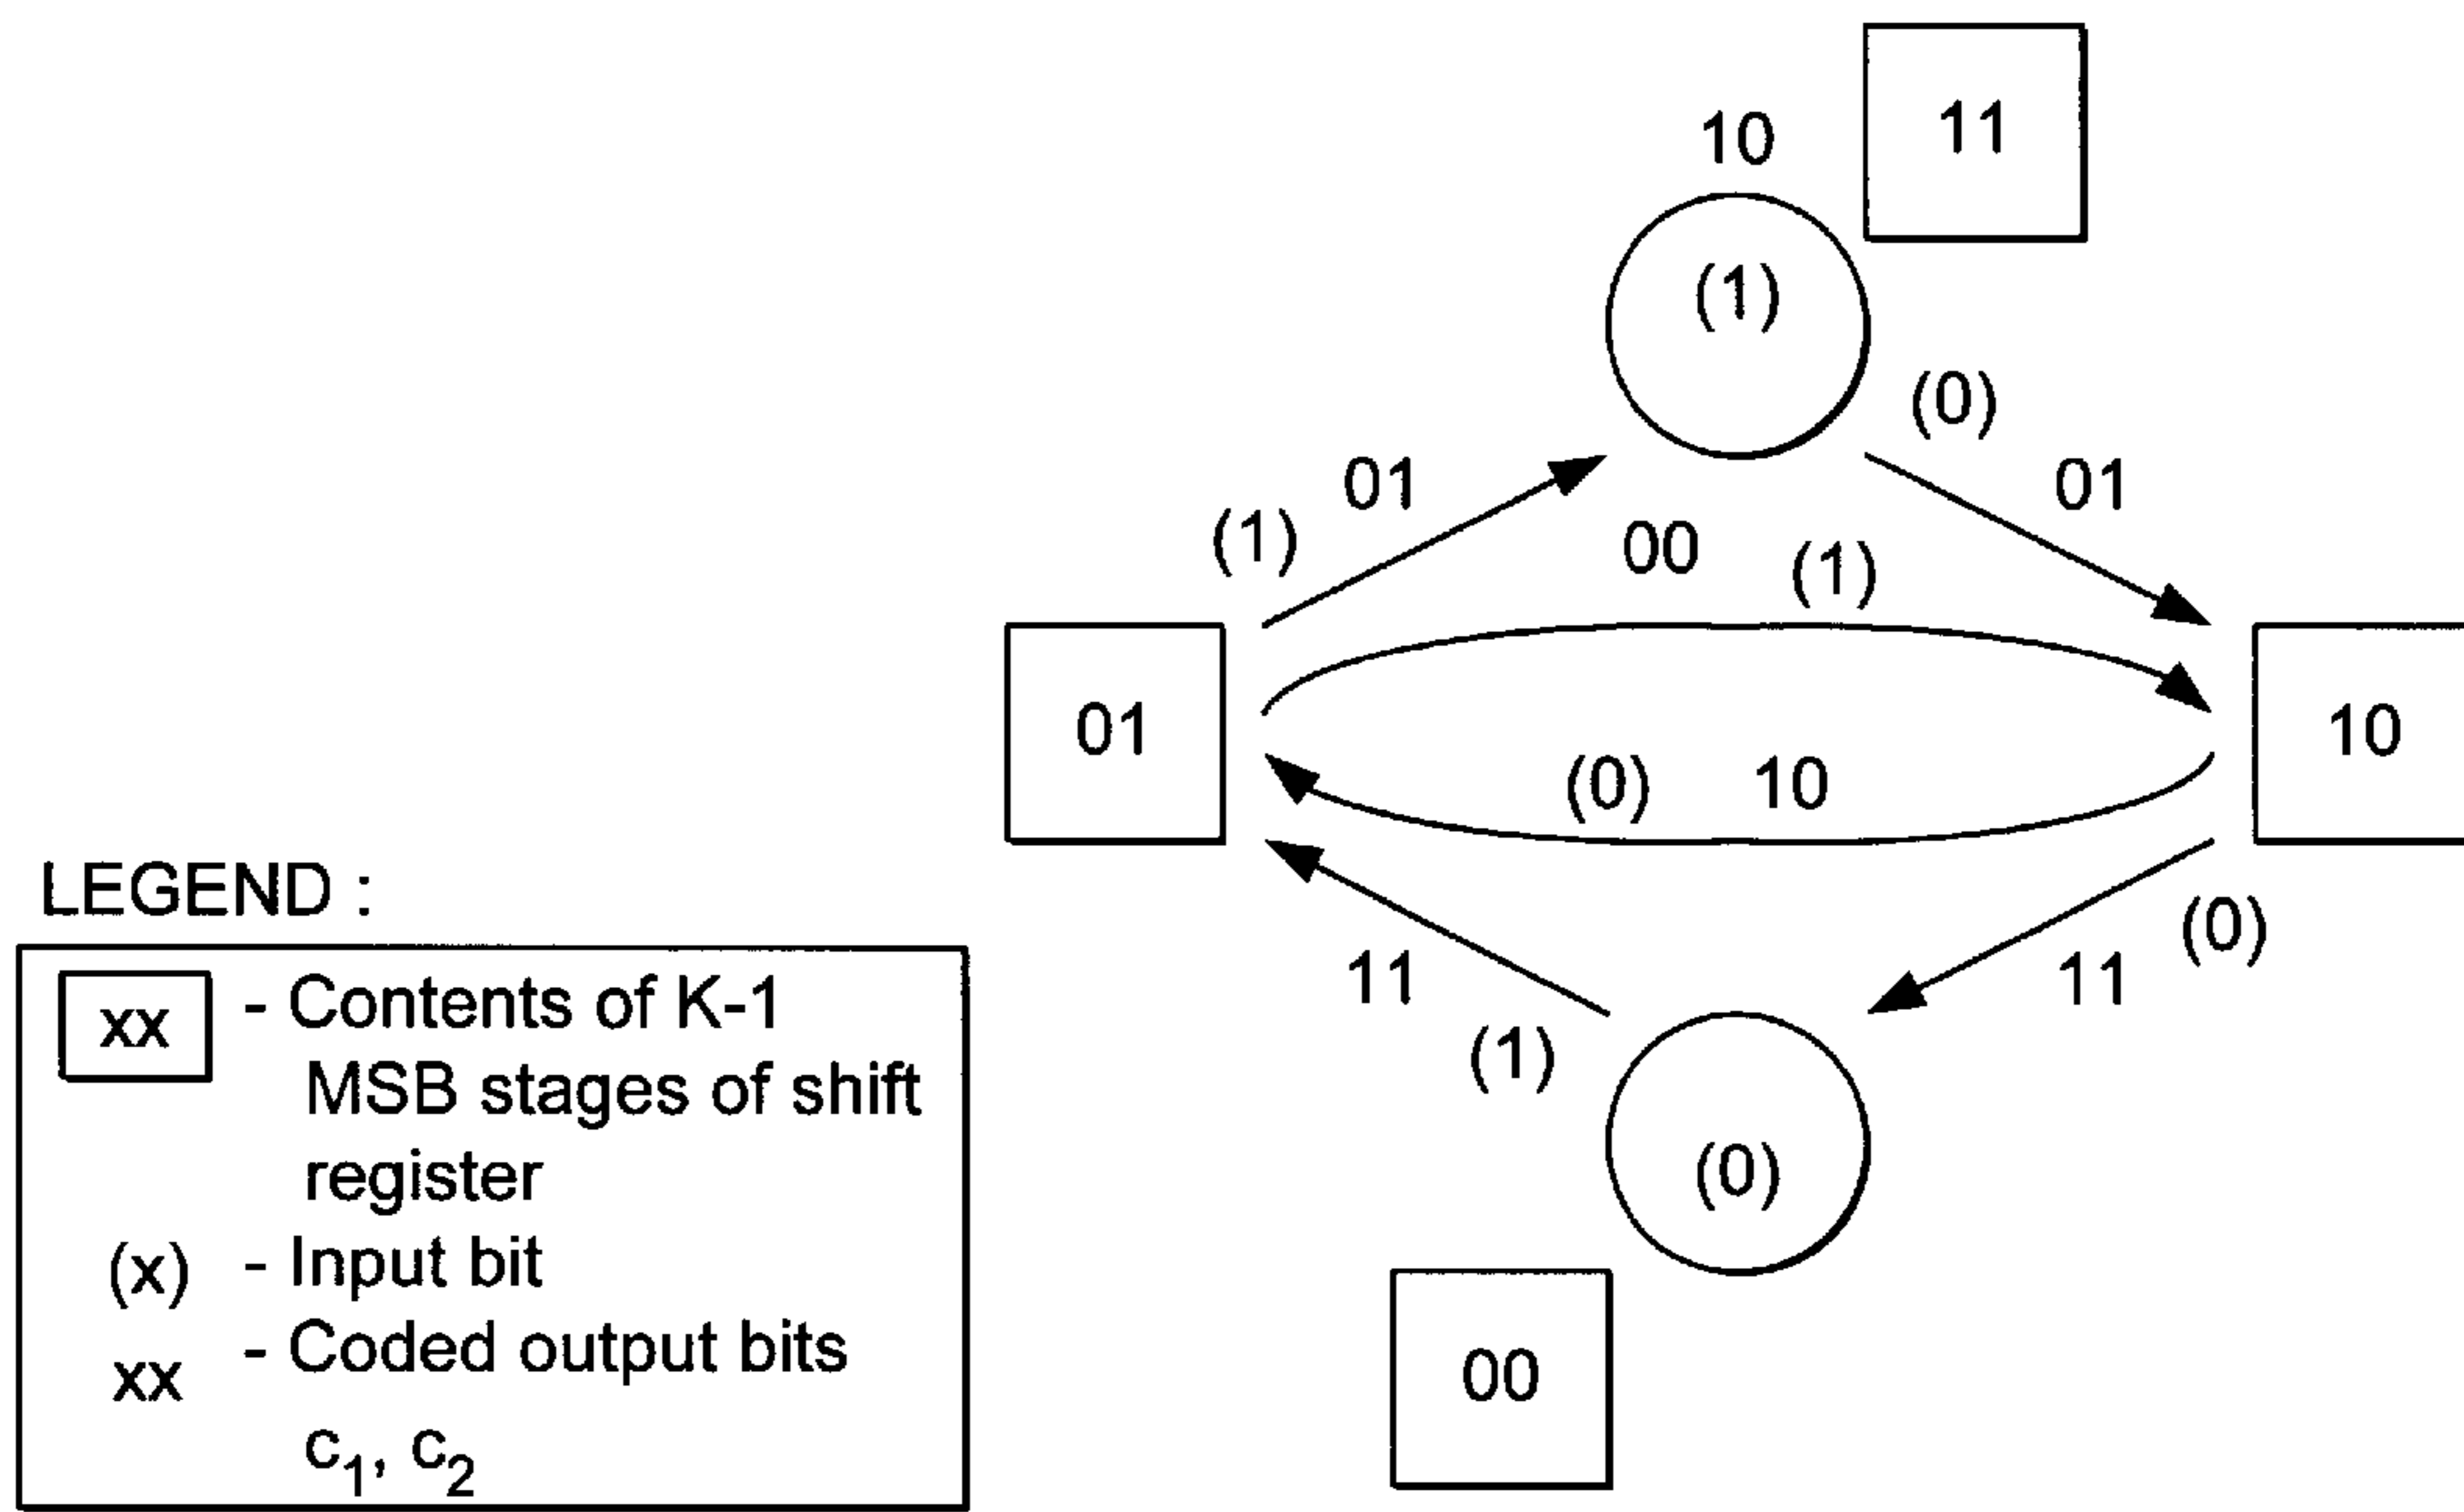 11
10
(1)
(0)
01
01
(1)
00
(1)
01
10
(0) 10
(0)
11
11
(1)
(0)
00
LEGEND :
xx - Contents of K-1
MSB stages of shift
register
(x) - Input bit
xx - Coded output bits
c₁, c₂